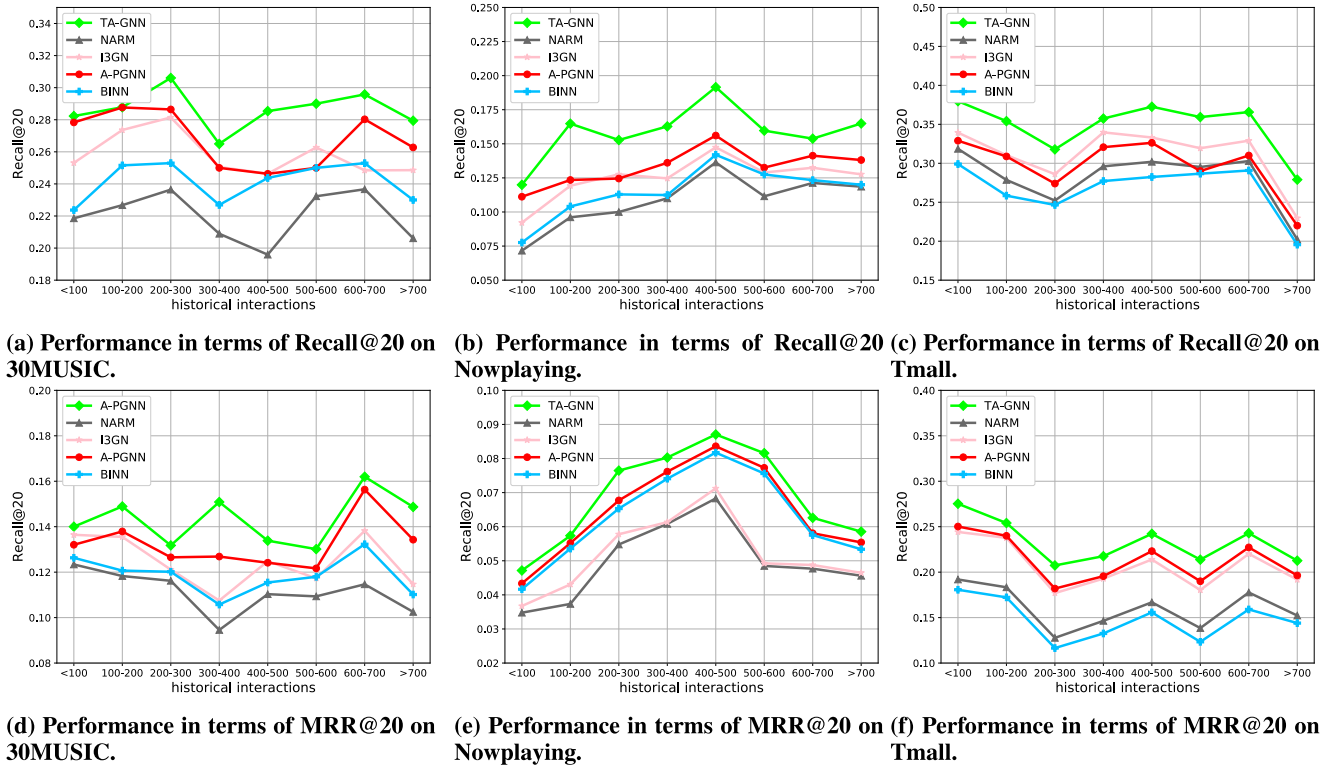 0.34
0.32
0.30
0.28
0.26
0.24
0.22
0.20
0.18
Recall@20
TA-GNN
NARM
I3GN
A-PGNN
BINN
<100 100-200 200-300 300-400 400-500 500-600 600-700 >700
historical interactions
(a) Performance in terms of Recall@20 on
30MUSIC.
0.250
0.225
0.200
0.175
0.150
0.125
0.100
0.075
0.050
Recall@20
TA-GNN
NARM
I3GN
A-PGNN
BINN
<100 100-200 200-300 300-400 400-500 500-600 600-700 >700
historical interactions
(b) Performance in terms of Recall@20
Nowplaying.
0.50
0.45
0.40
0.35
0.30
0.25
0.20
0.15
Recall@20
TA-GNN
NARM
I3GN
A-PGNN
BINN
<100 100-200 200-300 300-400 400-500 500-600 600-700 >700
historical interactions
(c) Performance in terms of Recall@20 on
Tmall.
0.20
0.18
0.16
0.14
0.12
0.10
0.08
Recall@20
A-PGNN
NARM
I3GN
A-PGNN
BINN
<100 100-200 200-300 300-400 400-500 500-600 600-700 >700
historical interactions
(d) Performance in terms of MRR@20 on
30MUSIC.
0.10
0.09
0.08
0.07
0.06
0.05
0.04
0.03
0.02
Recall@20
TA-GNN
NARM
I3GN
A-PGNN
BINN
<100 100-200 200-300 300-400 400-500 500-600 600-700 >700
historical interactions
(e) Performance in terms of MRR@20 on
Nowplaying.
0.40
0.35
0.30
0.25
0.20
0.15
0.10
Recall@20
TA-GNN
NARM
I3GN
A-PGNN
BINN
<100 100-200 200-300 300-400 400-500 500-600 600-700 >700
historical interactions
(f) Performance in terms of MRR@20 on
Tmall.